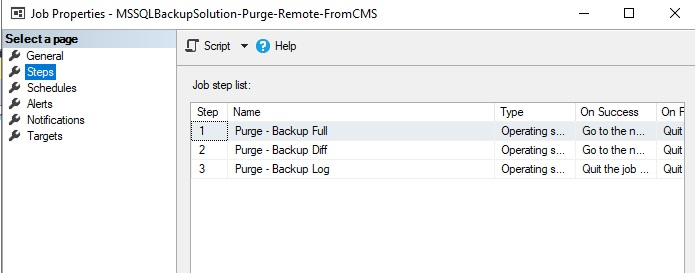 Job Properties - MSSQLBackupSolution-Purge-Remote-FromCMS
Select a page
General
Steps
Schedules
Alerts
Notifications
Targets
Script Help
Job step list:
Step Name Type On Success On F
1 Purge - Backup Full Operating s... Go to the n... Quit
2 Purge - Backup Diff Operating s... Go to the n... Quit
3 Purge - Backup Log Operating s... Quit the job ... Quit